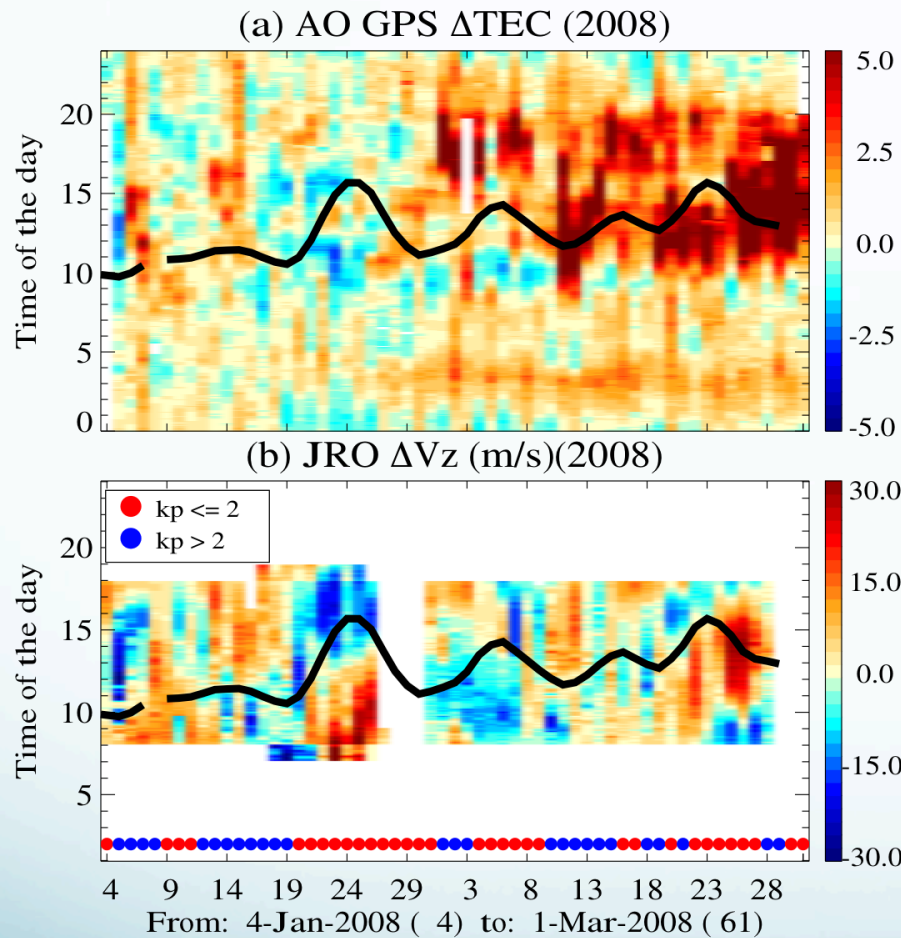 (a) AO GPS ΔTEC (2008)
Time of the day
20
15
10
5
0
5.0
2.5
0.0
-2.5
-5.0
(b) JRO ΔVz (m/s)(2008)
kp <= 2
kp > 2
Time of the day
20
15
10
5
30.0
15.0
0.0
-15.0
-30.0
4 9 14 19 24 29 3 8 13 18 23 28
From: 4-Jan-2008 ( 4) to: 1-Mar-2008 ( 61)